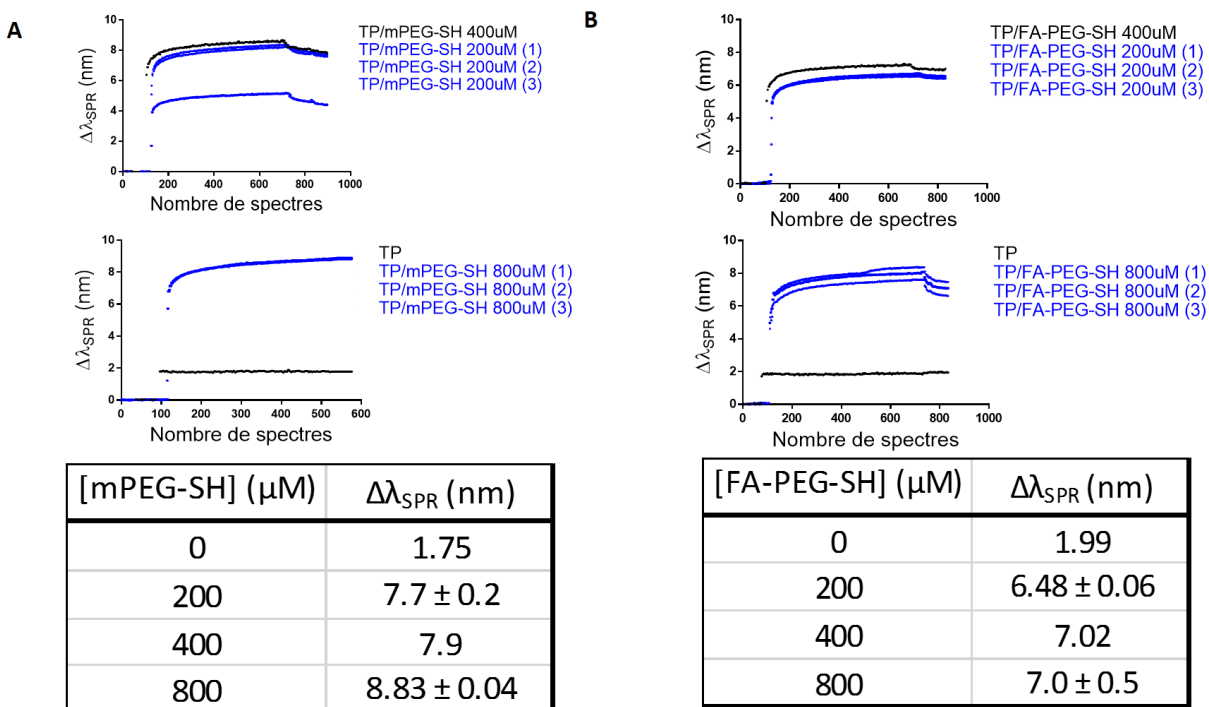 A
10
8
6
4
2
0
ΔλSPR (nm)
0 200 400 600 800 1000
Nombre de spectres
TP/mPEG-SH 400uM
TP/mPEG-SH 200uM (1)
TP/mPEG-SH 200uM (2)
TP/mPEG-SH 200uM (3)
10
8
6
4
2
0
ΔλSPR (nm)
0 100 200 300 400 500 600
Nombre de spectres
TP
TP/mPEG-SH 800uM (1)
TP/mPEG-SH 800uM (2)
TP/mPEG-SH 800uM (3)
[mPEG-SH] (μM) ΔλSPR (nm)
0 1.75
200 7.7 ± 0.2
400 7.9
800 8.83 ± 0.04
B
10
8
6
4
2
0
ΔλSPR (nm)
0 200 400 600 800 1000
Nombre de spectres
TP/FA-PEG-SH 400uM
TP/FA-PEG-SH 200uM (1)
TP/FA-PEG-SH 200uM (2)
TP/FA-PEG-SH 200uM (3)
10
8
6
4
2
0
ΔλSPR (nm)
0 200 400 600 800 1000
Nombre de spectres
TP
TP/FA-PEG-SH 800uM (1)
TP/FA-PEG-SH 800uM (2)
TP/FA-PEG-SH 800uM (3)
[FA-PEG-SH] (μM) ΔλSPR (nm)
0 1.99
200 6.48 ± 0.06
400 7.02
800 7.0 ± 0.5